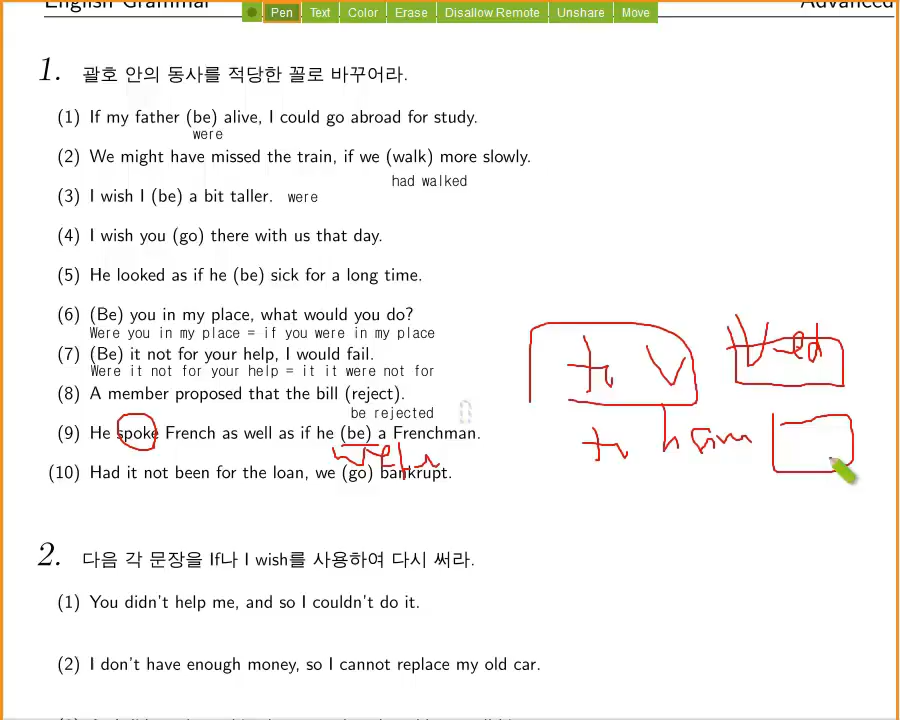 English Grammar Advanced
Pen Text Color Erase Disallow Remote Unshare Move
1. 괄호 안의 동사를 적당한 꼴로 바꾸어라.
(1) If my father (be) alive, I could go abroad for study.
were
(2) We might have missed the train, if we (walk) more slowly.
had walked
(3) I wish I (be) a bit taller. were
(4) I wish you (go) there with us that day.
(5) He looked as if he (be) sick for a long time.
(6) (Be) you in my place, what would you do?
Were you in my place = if you were in my place
(7) (Be) it not for your help, I would fail.
Were it not for your help = it it were not for
(8) A member proposed that the bill (reject).
be rejected
(9) He spoke French as well as if he (be) a Frenchman.
were
(10) Had it not been for the loan, we (go) bankrupt.
to V
V-ed
to have
2. 다음 각 문장을 If나 I wish를 사용하여 다시 써라.
(1) You didn't help me, and so I couldn't do it.
(2) I don't have enough money, so I cannot replace my old car.